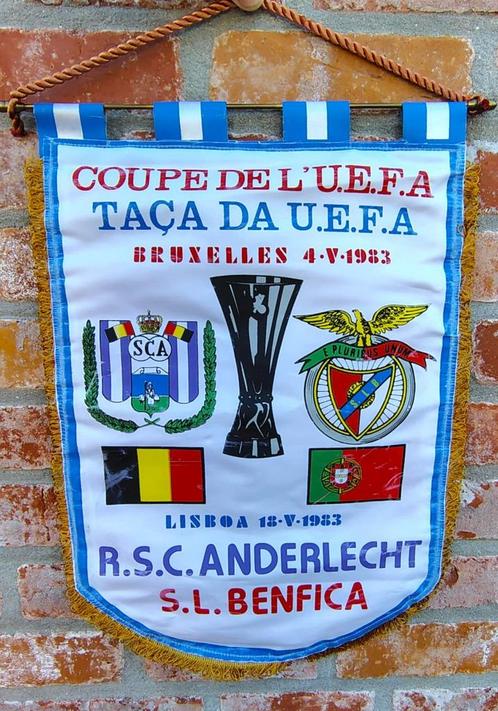 COUPE DE L'U.E.F.A
TAÇA DA U.E.F.A
BRUXELLES 4·V·1983
SCA
E PLURIBUS UNUM
LISBOA 18·V·1983
R.S.C. ANDERLECHT
S.L. BENFICA